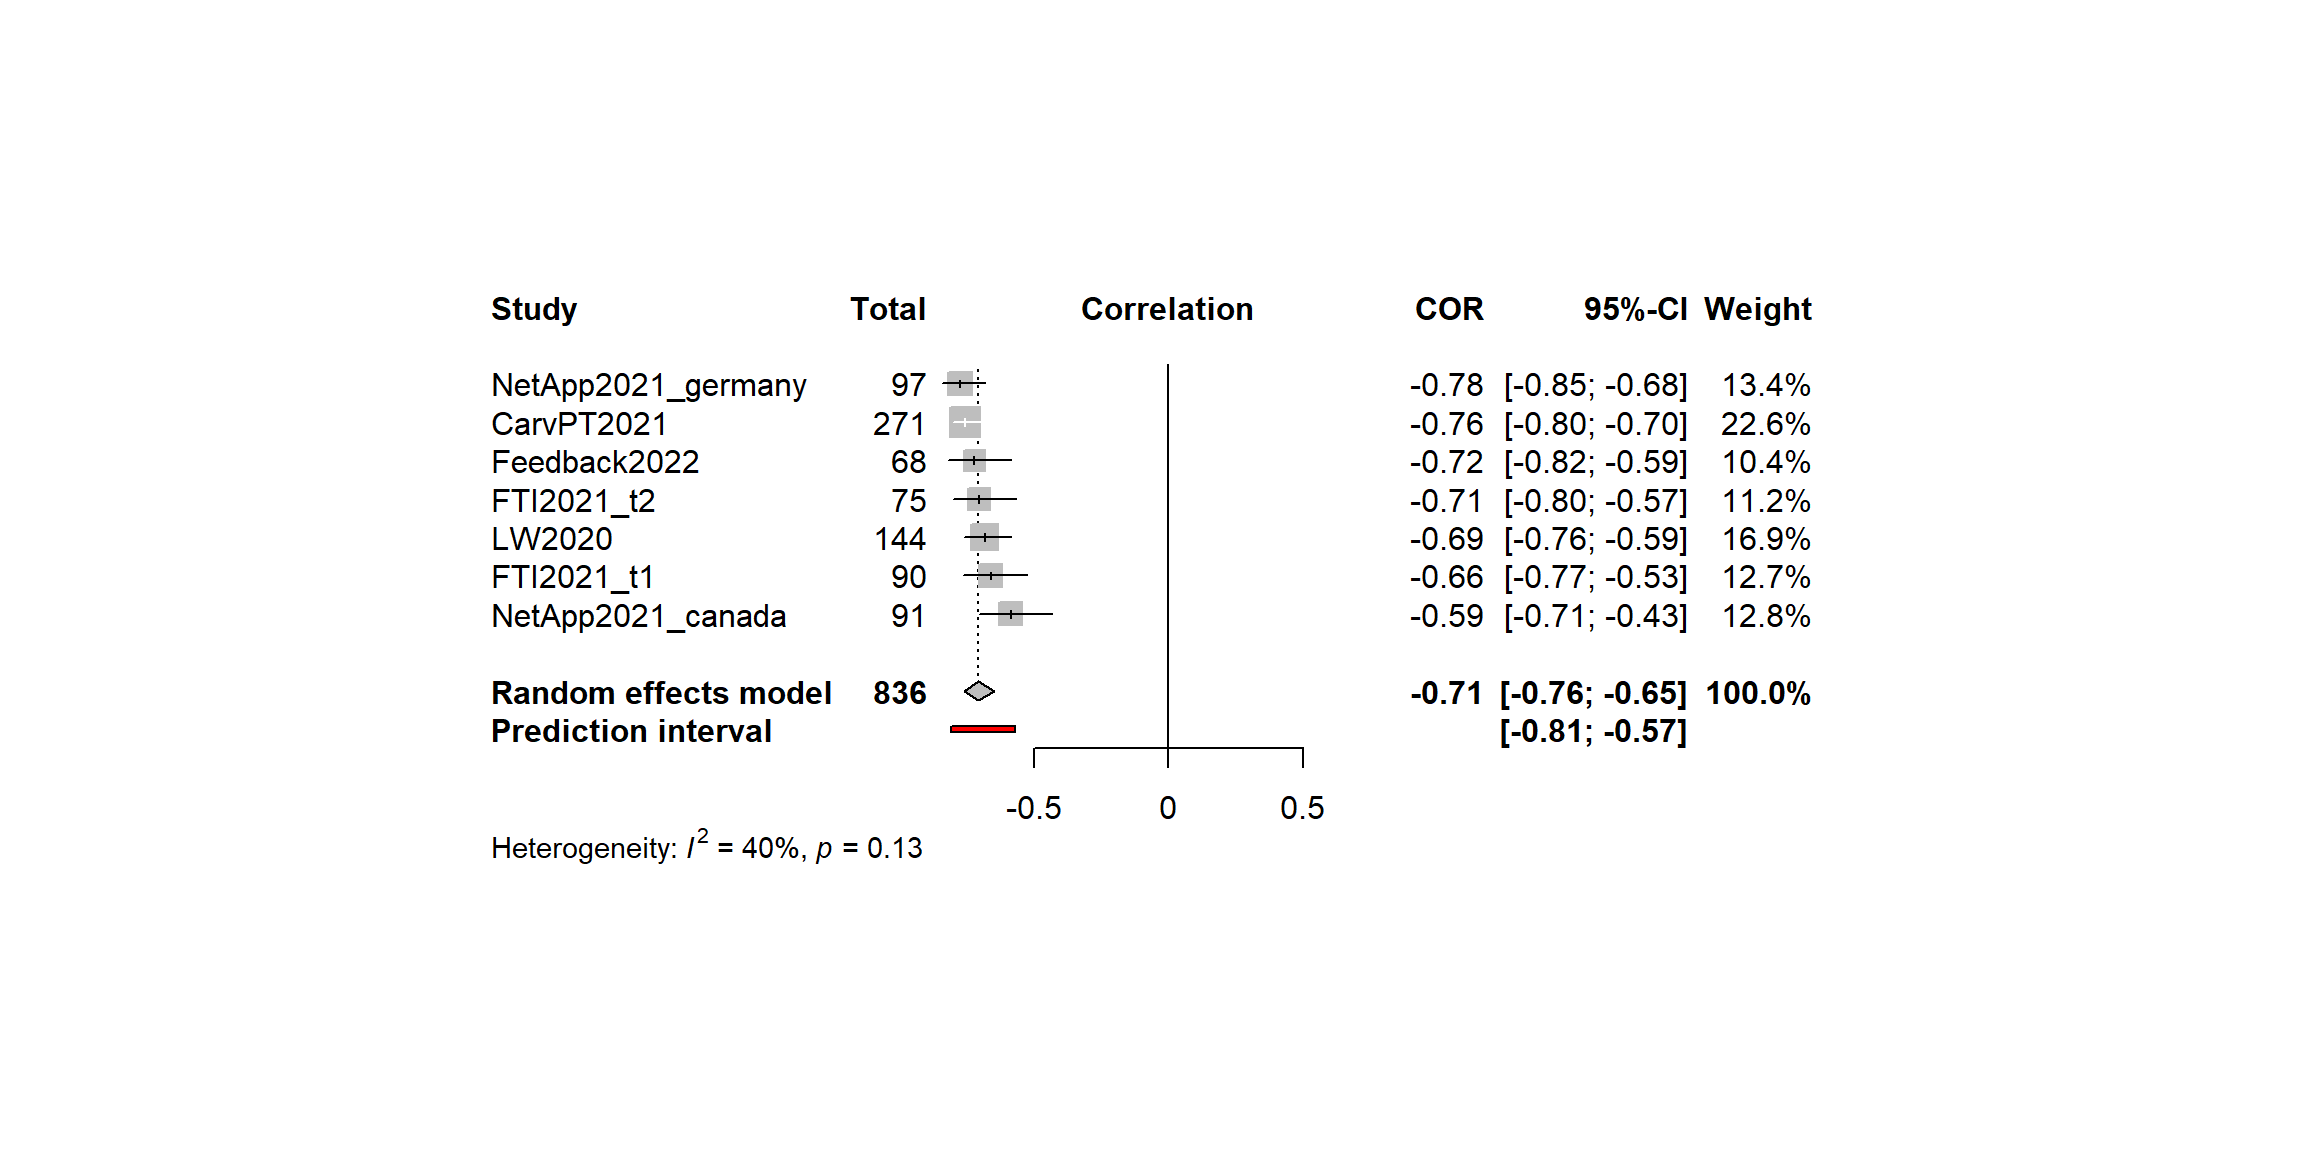 Study Total Correlation COR 95%-CI Weight
NetApp2021_germany 97 -0.78 [-0.85; -0.68] 13.4%
CarvPT2021 271 -0.76 [-0.80; -0.70] 22.6%
Feedback2022 68 -0.72 [-0.82; -0.59] 10.4%
FTI2021_t2 75 -0.71 [-0.80; -0.57] 11.2%
LW2020 144 -0.69 [-0.76; -0.59] 16.9%
FTI2021_t1 90 -0.66 [-0.77; -0.53] 12.7%
NetApp2021_canada 91 -0.59 [-0.71; -0.43] 12.8%
Random effects model 836 -0.71 [-0.76; -0.65] 100.0%
Prediction interval [-0.81; -0.57]
-0.5 0 0.5
Heterogeneity: I² = 40%, p = 0.13